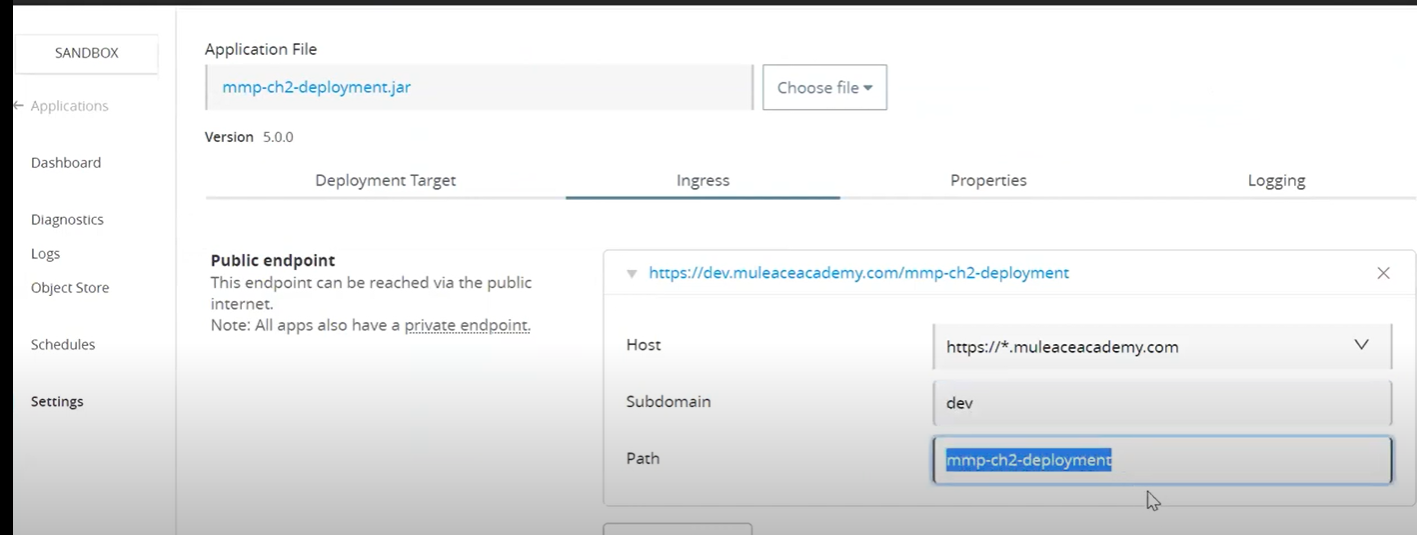 SANDBOX
Applications
Dashboard
Diagnostics
Logs
Object Store
Schedules
Settings
Application File
mmp-ch2-deployment.jar
Choose file
Version 5.0.0
Deployment Target
Ingress
Properties
Logging
Public endpoint
This endpoint can be reached via the public
internet.
Note: All apps also have a private endpoint.
https://dev.muleaceacademy.com/mmp-ch2-deployment
Host
https://*.muleaceacademy.com
Subdomain
dev
Path
mmp-ch2-deployment